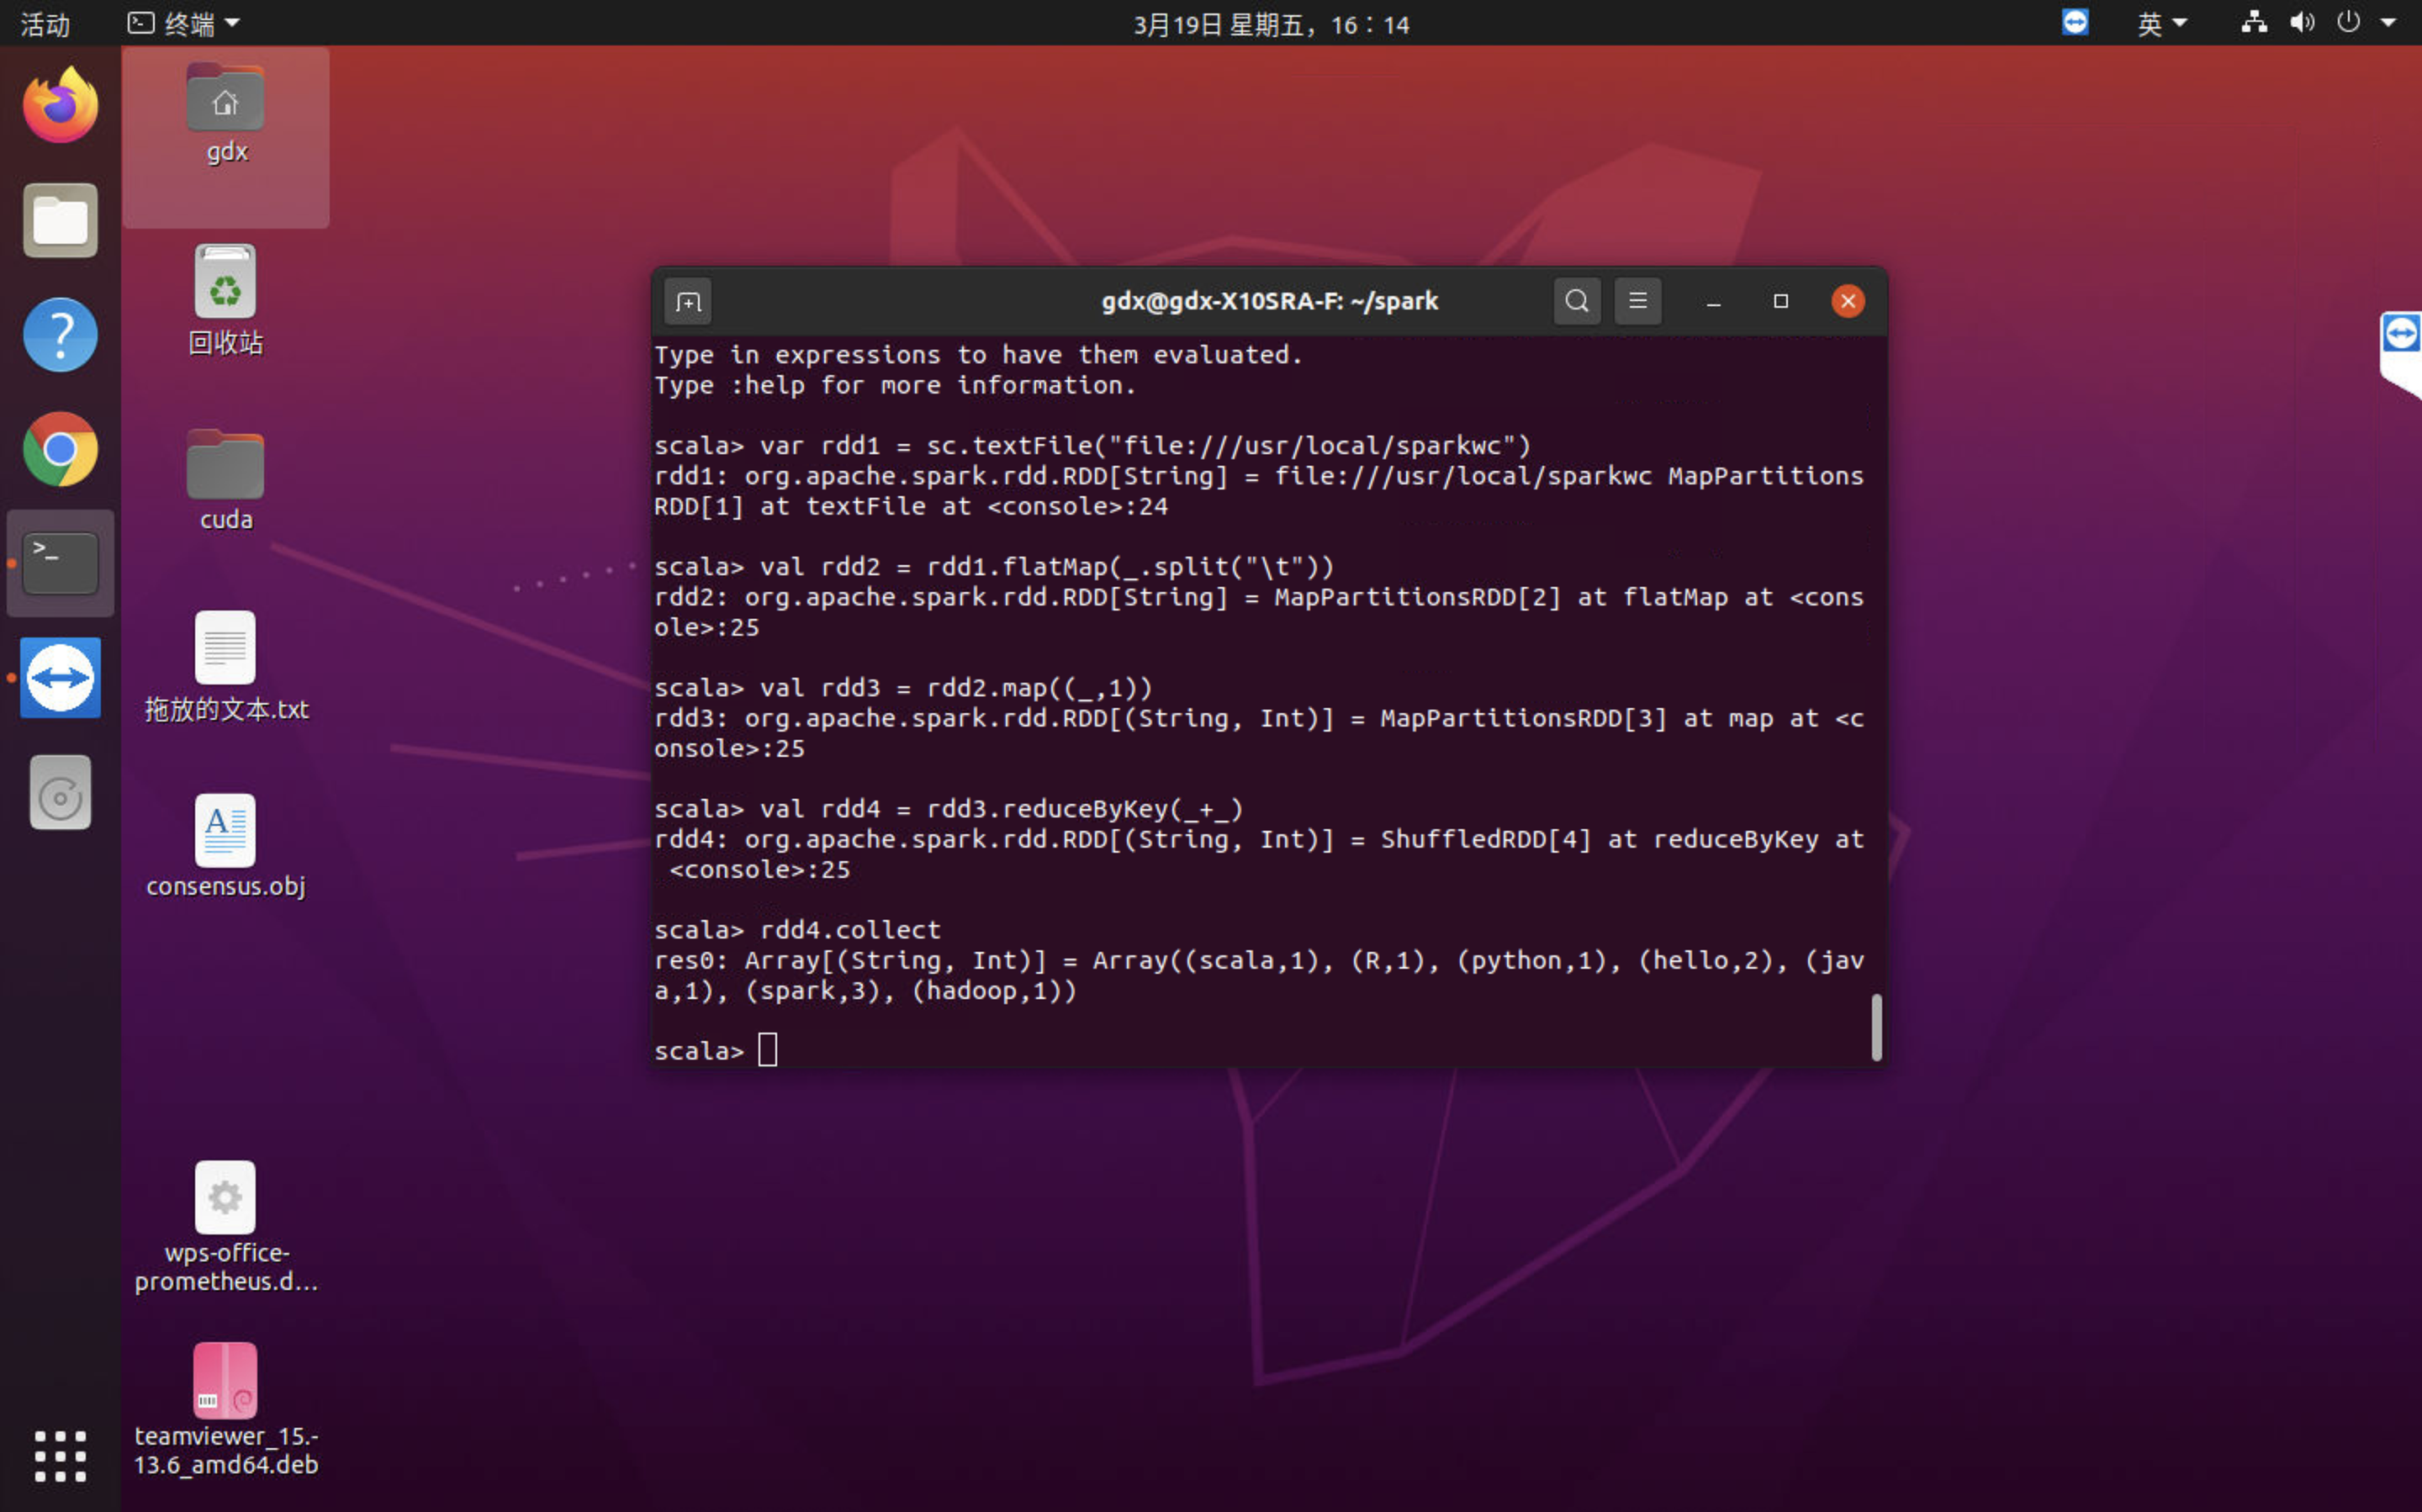 活动
终端
3月19日 星期五，16：14
英
gdx
回收站
cuda
拖放的文本.txt
consensus.obj
wps-office-
prometheus.d...
teamviewer_15.-
13.6_amd64.deb
gdx@gdx-X10SRA-F: ~/spark
Type in expressions to have them evaluated.
Type :help for more information.
scala> var rdd1 = sc.textFile("file:///usr/local/sparkwc")
rdd1: org.apache.spark.rdd.RDD[String] = file:///usr/local/sparkwc MapPartitions
RDD[1] at textFile at <console>:24
scala> val rdd2 = rdd1.flatMap(_.split("\t"))
rdd2: org.apache.spark.rdd.RDD[String] = MapPartitionsRDD[2] at flatMap at <cons
ole>:25
scala> val rdd3 = rdd2.map((_,1))
rdd3: org.apache.spark.rdd.RDD[(String, Int)] = MapPartitionsRDD[3] at map at <c
onsole>:25
scala> val rdd4 = rdd3.reduceByKey(_+_)
rdd4: org.apache.spark.rdd.RDD[(String, Int)] = ShuffledRDD[4] at reduceByKey at
 <console>:25
scala> rdd4.collect
res0: Array[(String, Int)] = Array((scala,1), (R,1), (python,1), (hello,2), (jav
a,1), (spark,3), (hadoop,1))
scala>